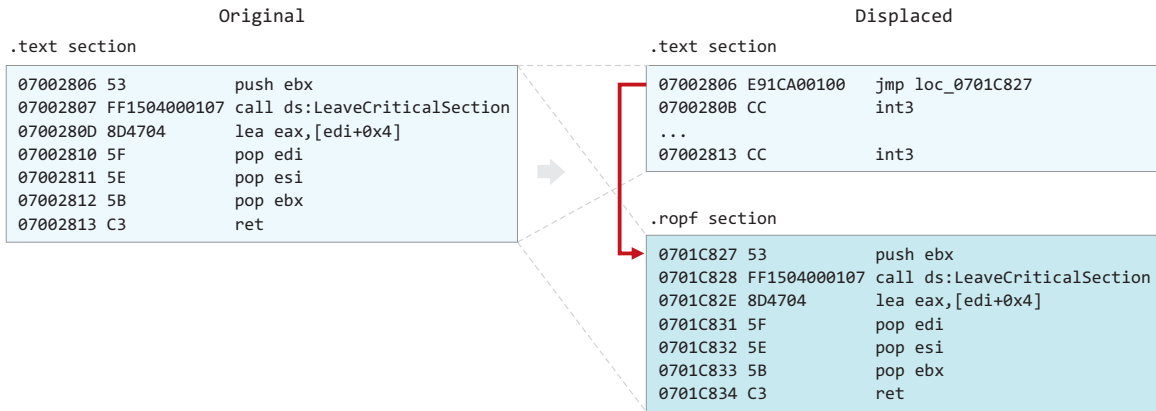 Original
.text section
07002806 53 push ebx
07002807 FF1504000107 call ds:LeaveCriticalSection
0700280D 8D4704 lea eax,[edi+0x4]
07002810 5F pop edi
07002811 5E pop esi
07002812 5B pop ebx
07002813 C3 ret
Displaced
.text section
07002806 E91CA00100 jmp loc_0701C827
0700280B CC int3
...
07002813 CC int3
.ropf section
0701C827 53 push ebx
0701C828 FF1504000107 call ds:LeaveCriticalSection
0701C82E 8D4704 lea eax,[edi+0x4]
0701C831 5F pop edi
0701C832 5E pop esi
0701C833 5B pop ebx
0701C834 C3 ret